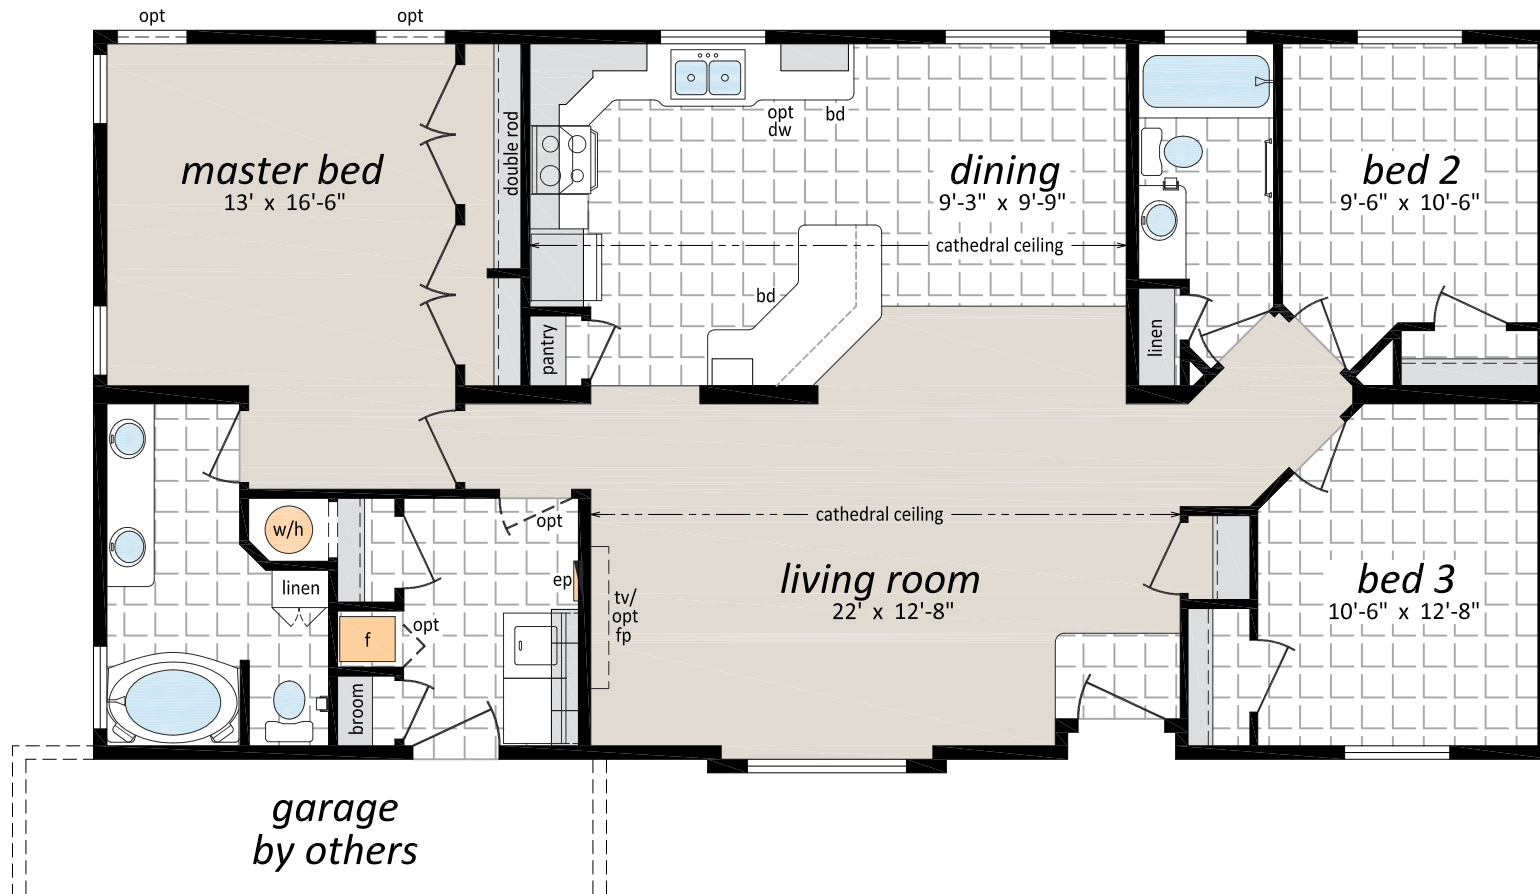 opt
opt
double rod
opt
dw
bd
master bed
13' x 16'-6"
dining
9'-3" x 9'-9"
bed 2
9'-6" x 10'-6"
cathedral ceiling
bd
pantry
linen
w/h
opt
cathedral ceiling
linen
ep
tv/
opt
fp
living room
22' x 12'-8"
bed 3
10'-6" x 12'-8"
f
opt
broom
garage
by others